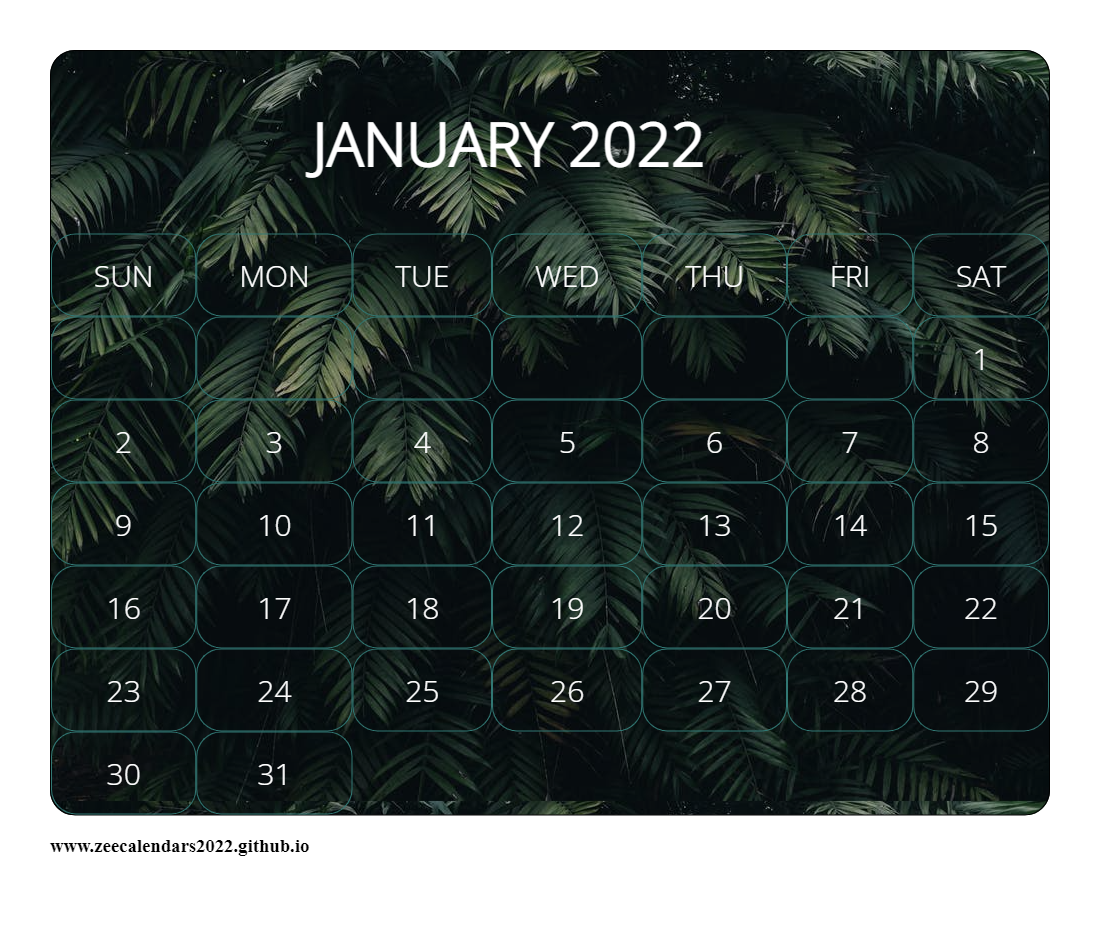 JANUARY 2022
SUN MON TUE WED THU FRI SAT
1
2 3 4 5 6 7 8
9 10 11 12 13 14 15
16 17 18 19 20 21 22
23 24 25 26 27 28 29
30 31
www.zeecalendars2022.github.io